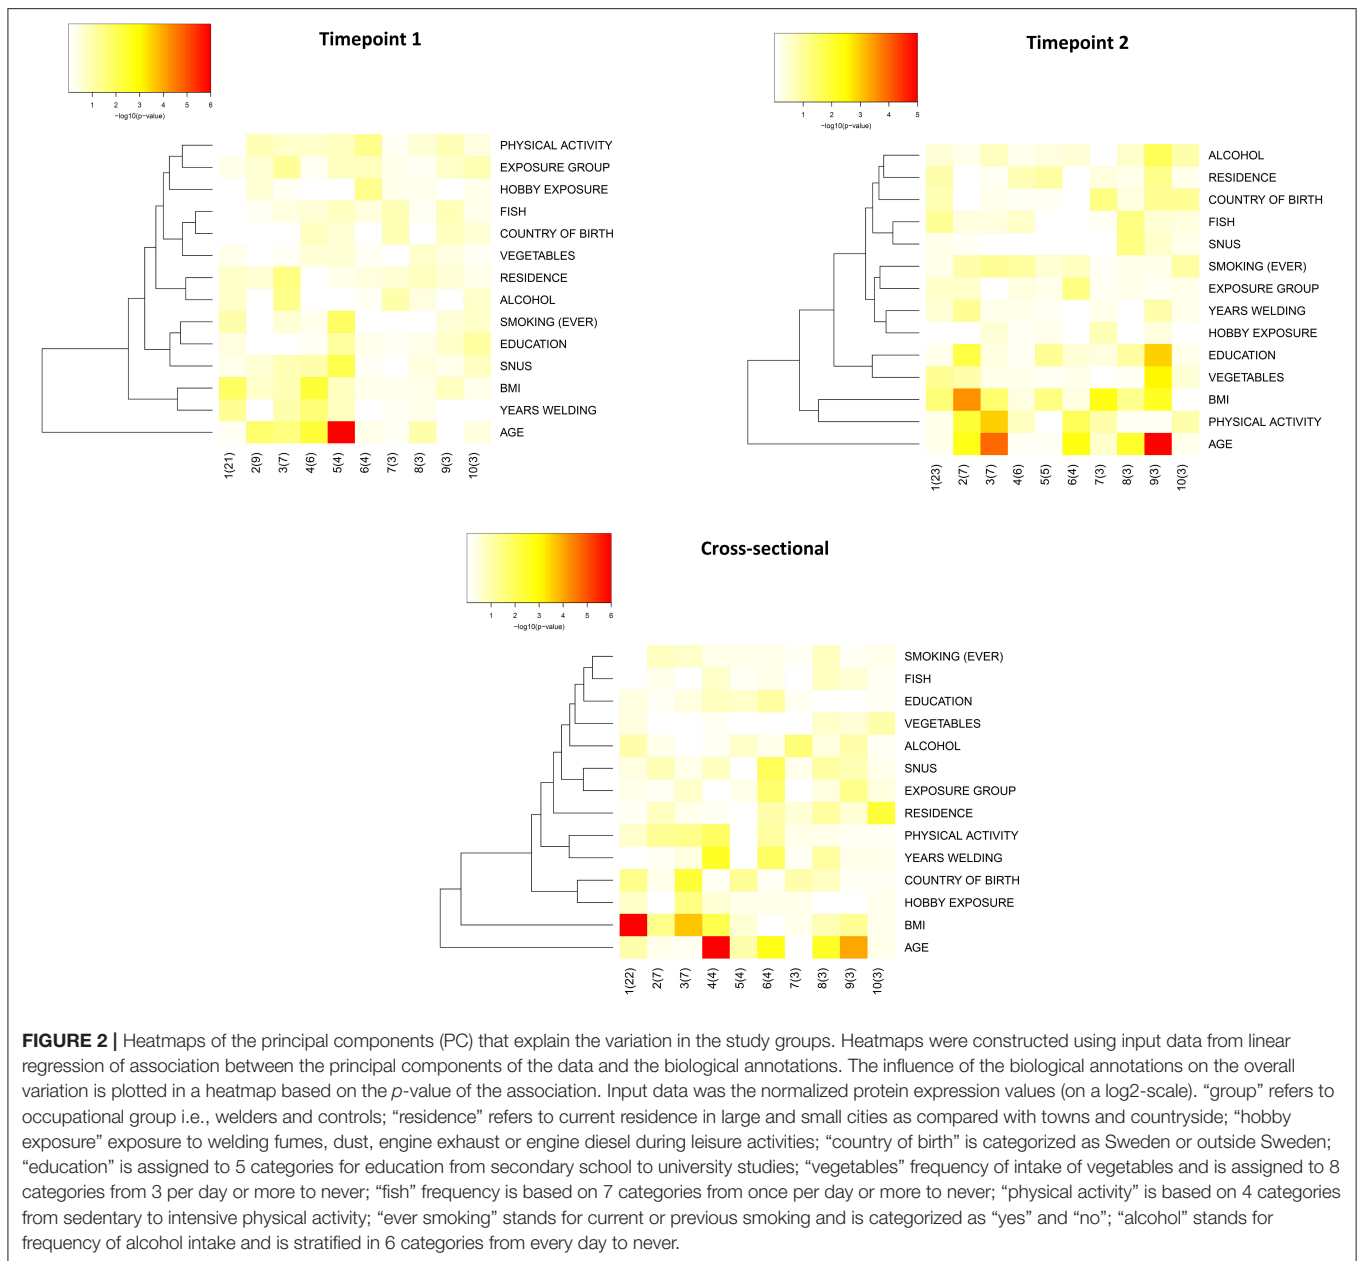 Timepoint 1
1 2 3 4 5 6
−log10(p−value)
PHYSICAL ACTIVITY
EXPOSURE GROUP
HOBBY EXPOSURE
FISH
COUNTRY OF BIRTH
VEGETABLES
RESIDENCE
ALCOHOL
SMOKING (EVER)
EDUCATION
SNUS
BMI
YEARS WELDING
AGE
1(21) 2(9) 3(7) 4(6) 5(4) 6(4) 7(3) 8(3) 9(3) 10(3)
Timepoint 2
1 2 3 4 5
−log10(p−value)
ALCOHOL
RESIDENCE
COUNTRY OF BIRTH
FISH
SNUS
SMOKING (EVER)
EXPOSURE GROUP
YEARS WELDING
HOBBY EXPOSURE
EDUCATION
VEGETABLES
BMI
PHYSICAL ACTIVITY
AGE
1(23) 2(7) 3(7) 4(6) 5(5) 6(4) 7(3) 8(3) 9(3) 10(3)
Cross-sectional
1 2 3 4 5 6
−log10(p−value)
SMOKING (EVER)
FISH
EDUCATION
VEGETABLES
ALCOHOL
SNUS
EXPOSURE GROUP
RESIDENCE
PHYSICAL ACTIVITY
YEARS WELDING
COUNTRY OF BIRTH
HOBBY EXPOSURE
BMI
AGE
1(22) 2(7) 3(7) 4(4) 5(4) 6(4) 7(3) 8(3) 9(3) 10(3)
FIGURE 2 | Heatmaps of the principal components (PC) that explain the variation in the study groups. Heatmaps were constructed using input data from linear
regression of association between the principal components of the data and the biological annotations. The influence of the biological annotations on the overall
variation is plotted in a heatmap based on the p-value of the association. Input data was the normalized protein expression values (on a log2-scale). “group” refers to
occupational group i.e., welders and controls; “residence” refers to current residence in large and small cities as compared with towns and countryside; “hobby
exposure” exposure to welding fumes, dust, engine exhaust or engine diesel during leisure activities; “country of birth” is categorized as Sweden or outside Sweden;
“education” is assigned to 5 categories for education from secondary school to university studies; “vegetables” frequency of intake of vegetables and is assigned to 8
categories from 3 per day or more to never; “fish” frequency is based on 7 categories from once per day or more to never; “physical activity” is based on 4 categories
from sedentary to intensive physical activity; “ever smoking” stands for current or previous smoking and is categorized as “yes” and “no”; “alcohol” stands for
frequency of alcohol intake and is stratified in 6 categories from every day to never.